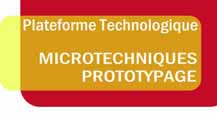 Plateforme Technologique
MICROTECHNIQUES
PROTOTYPAGE